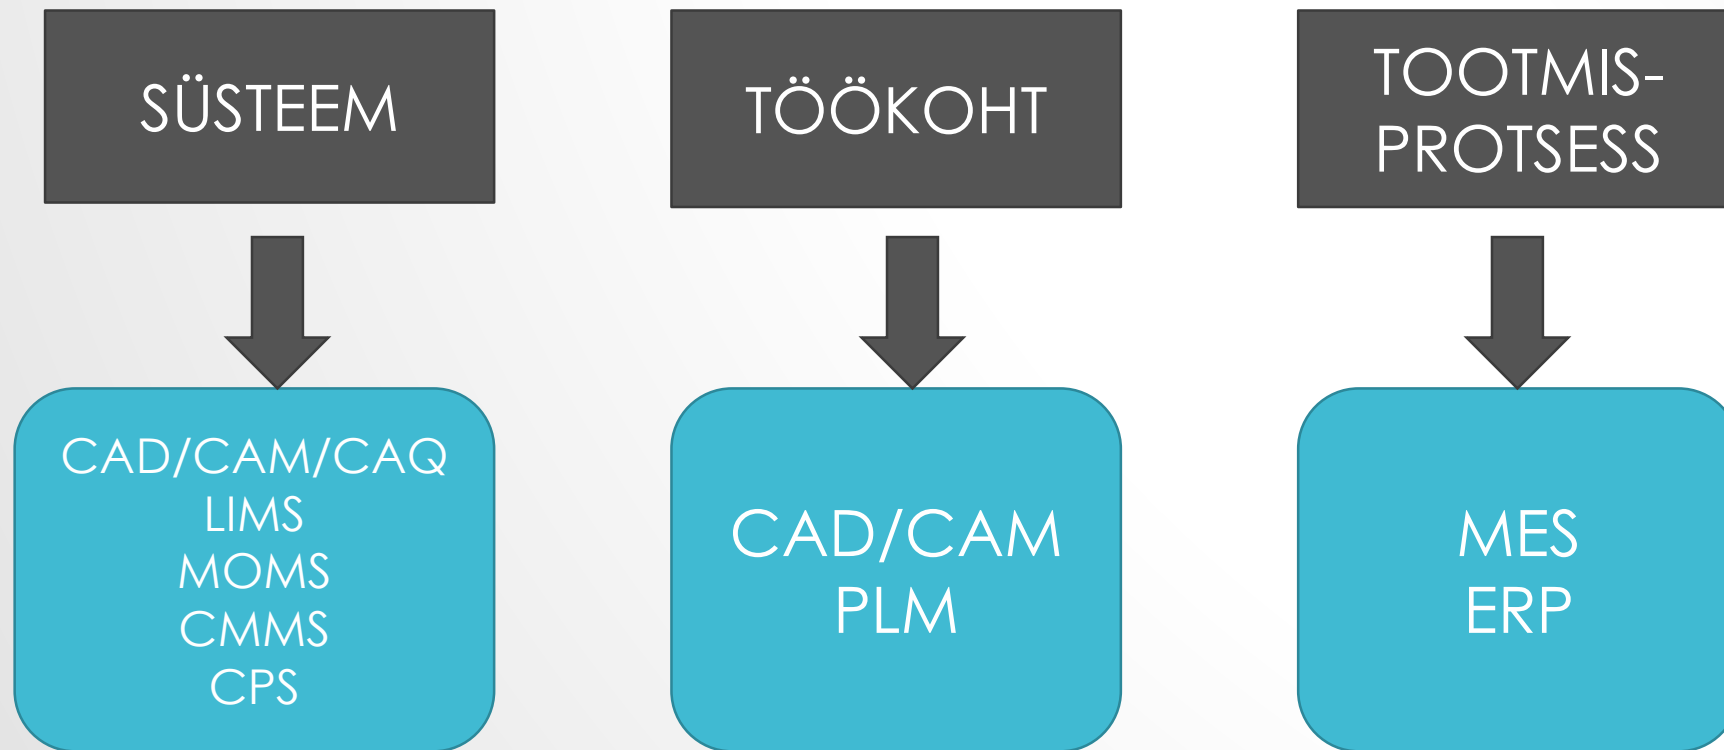 SÜSTEEM
CAD/CAM/CAQ
LIMS
MOMS
CMMS
CPS
TÖÖKOHT
CAD/CAM
PLM
TOOTMIS-
PROTSESS
MES
ERP